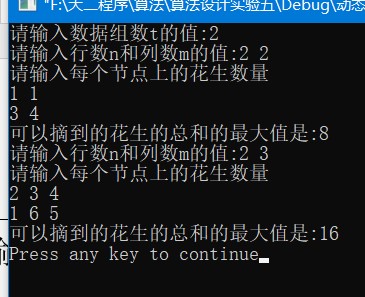 "F:\大二程序\算法\算法设计实验五\Debug\动态
请输入数据组数t的值:2
请输入行数n和列数m的值:2 2
请输入每个节点上的花生数量
1 1
3 4
可以摘到的花生的总和的最大值是:8
请输入行数n和列数m的值:2 3
请输入每个节点上的花生数量
2 3 4
1 6 5
可以摘到的花生的总和的最大值是:16
Press any key to continue